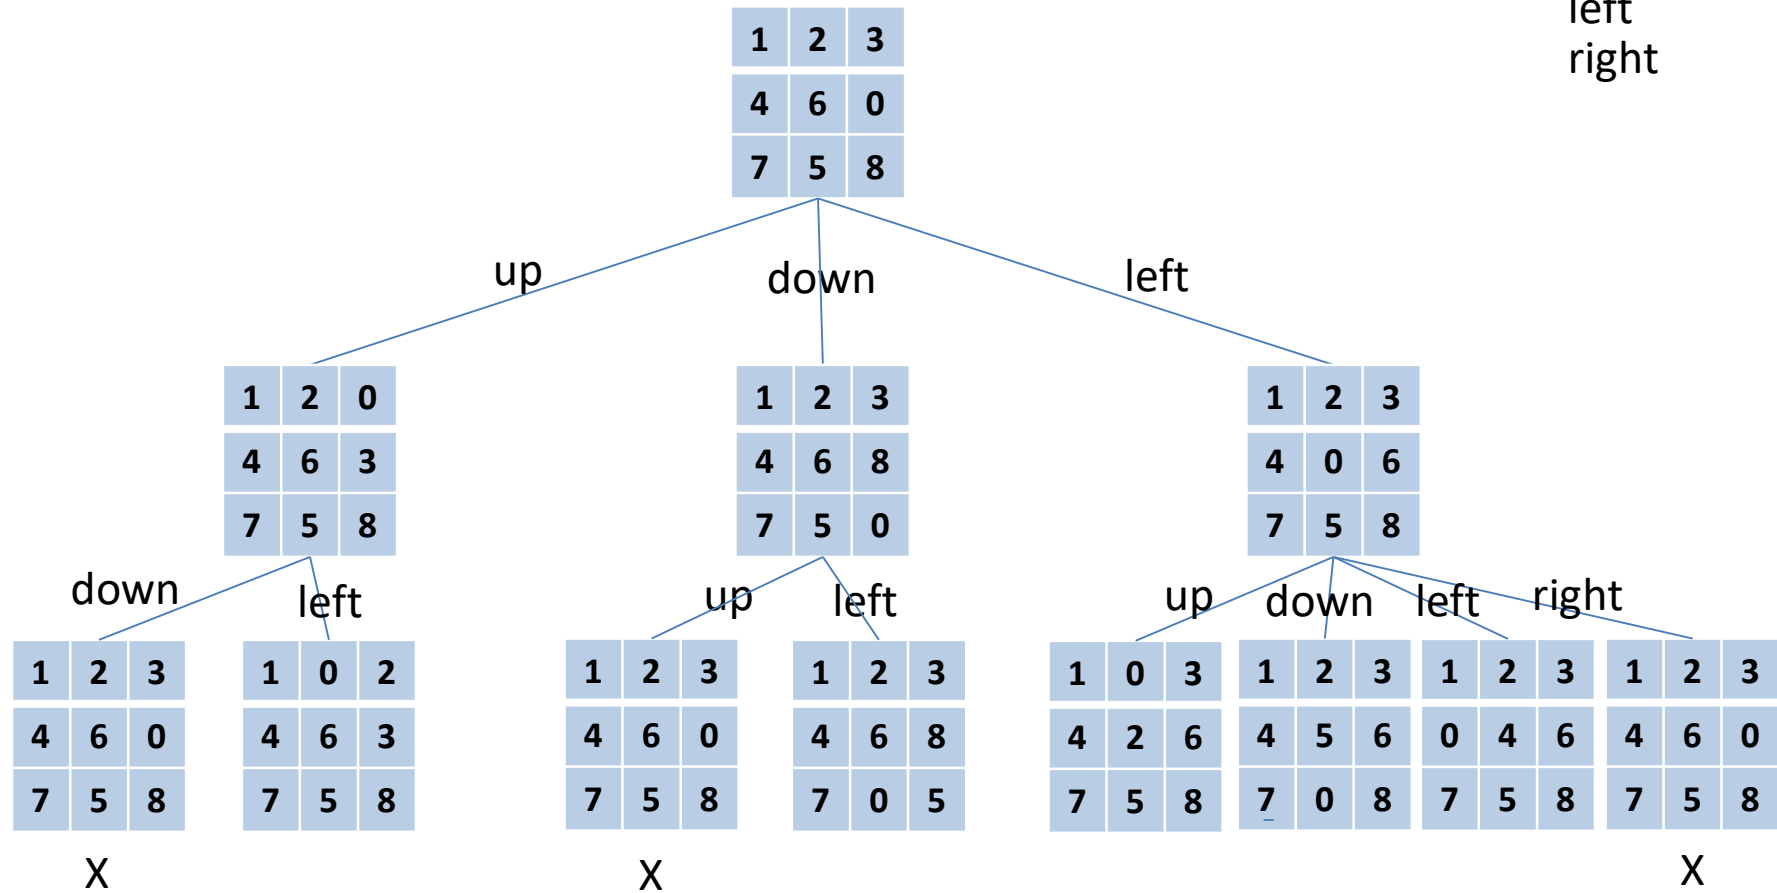 left
right
1 2 3
4 6 0
7 5 8
up down left
1 2 0
4 6 3
7 5 8
1 2 3
4 6 8
7 5 0
1 2 3
4 0 6
7 5 8
down left
up left
up down left right
1 2 3
4 6 0
7 5 8
X
1 0 2
4 6 3
7 5 8
1 2 3
4 6 0
7 5 8
X
1 2 3
4 6 8
7 0 5
1 0 3
4 2 6
7 5 8
1 2 3
4 5 6
7 0 8
1 2 3
0 4 6
7 5 8
1 2 3
4 6 0
7 5 8
X